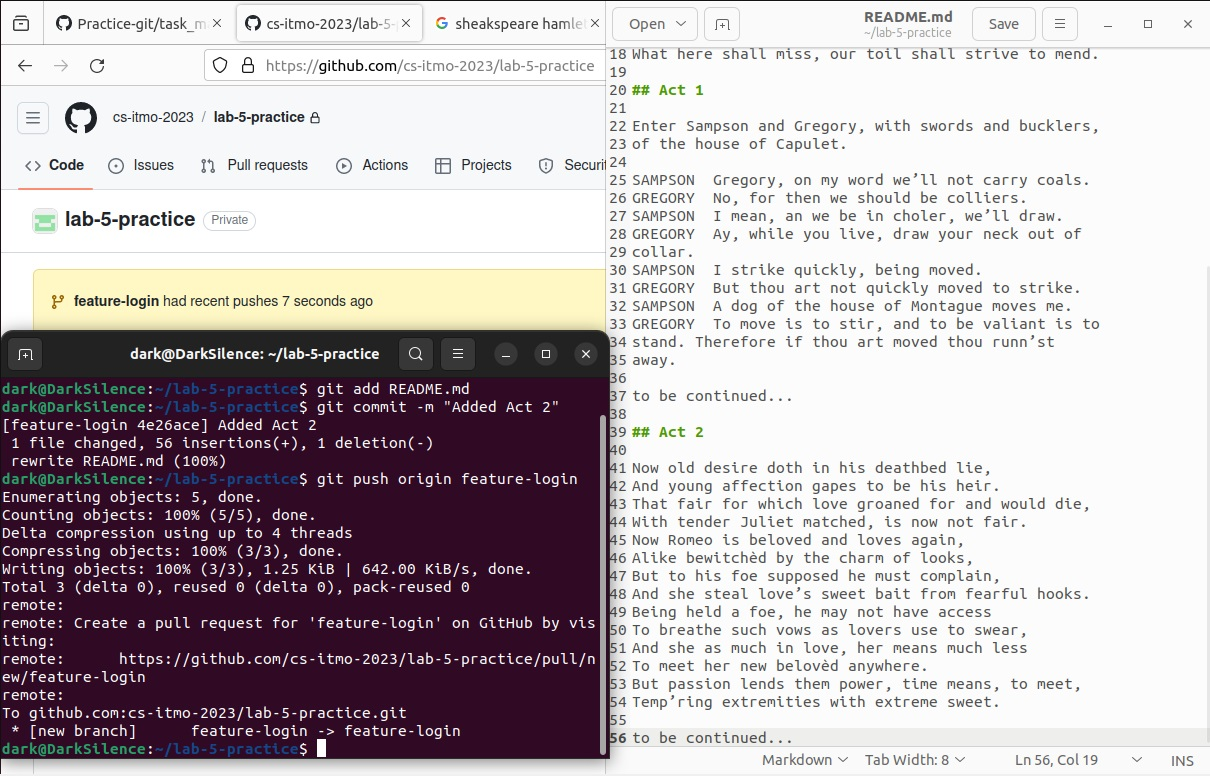 Practice-git/task_m
cs-itmo-2023/lab-5-
sheakspeare hamle
https://github.com/cs-itmo-2023/lab-5-practice
cs-itmo-2023 / lab-5-practice
Code Issues Pull requests Actions Projects Securit
lab-5-practice Private
feature-login had recent pushes 7 seconds ago
dark@DarkSilence: ~/lab-5-practice
dark@DarkSilence:~/lab-5-practice$ git add README.md
dark@DarkSilence:~/lab-5-practice$ git commit -m "Added Act 2"
[feature-login 4e26ace] Added Act 2
1 file changed, 56 insertions(+), 1 deletion(-)
rewrite README.md (100%)
dark@DarkSilence:~/lab-5-practice$ git push origin feature-login
Enumerating objects: 5, done.
Counting objects: 100% (5/5), done.
Delta compression using up to 4 threads
Compressing objects: 100% (3/3), done.
Writing objects: 100% (3/3), 1.25 KiB | 642.00 KiB/s, done.
Total 3 (delta 0), reused 0 (delta 0), pack-reused 0
remote:
remote: Create a pull request for 'feature-login' on GitHub by vis
iting:
remote:      https://github.com/cs-itmo-2023/lab-5-practice/pull/n
ew/feature-login
remote:
To github.com:cs-itmo-2023/lab-5-practice.git
* [new branch]      feature-login -> feature-login
dark@DarkSilence:~/lab-5-practice$
Open
README.md
~/lab-5-practice
Save
18 What here shall miss, our toil shall strive to mend.
19
20 ## Act 1
21
22 Enter Sampson and Gregory, with swords and bucklers,
23 of the house of Capulet.
24
25 SAMPSON  Gregory, on my word we’ll not carry coals.
26 GREGORY  No, for then we should be colliers.
27 SAMPSON  I mean, an we be in choler, we’ll draw.
28 GREGORY  Ay, while you live, draw your neck out of
29 collar.
30 SAMPSON  I strike quickly, being moved.
31 GREGORY  But thou art not quickly moved to strike.
32 SAMPSON  A dog of the house of Montague moves me.
33 GREGORY  To move is to stir, and to be valiant is to
34 stand. Therefore if thou art moved thou runn’st
35 away.
36
37 to be continued...
38
39 ## Act 2
40
41 Now old desire doth in his deathbed lie,
42 And young affection gapes to be his heir.
43 That fair for which love groaned for and would die,
44 With tender Juliet matched, is now not fair.
45 Now Romeo is beloved and loves again,
46 Alike bewitchèd by the charm of looks,
47 But to his foe supposed he must complain,
48 And she steal love’s sweet bait from fearful hooks.
49 Being held a foe, he may not have access
50 To breathe such vows as lovers use to swear,
51 And she as much in love, her means much less
52 To meet her new belovèd anywhere.
53 But passion lends them power, time means, to meet,
54 Temp’ring extremities with extreme sweet.
55
56 to be continued...
Markdown Tab Width: 8 Ln 56, Col 19 INS